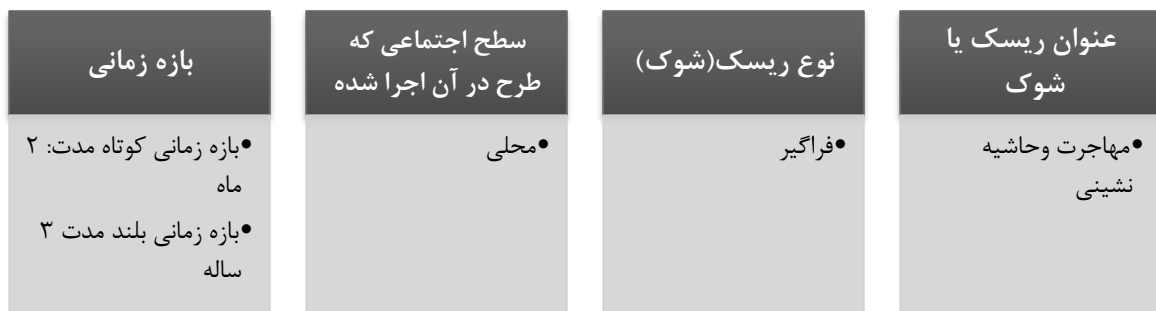 عنوان ریسک یا
شوک
•مهاجرت وحاشیه
نشینی
نوع ریسک(شوک)
•فراگیر
سطح اجتماعی که
طرح در آن اجرا شده
•محلی
بازه زمانی
•بازه زمانی کوتاه مدت: ۲
ماه
•بازه زمانی بلند مدت ۳
ساله